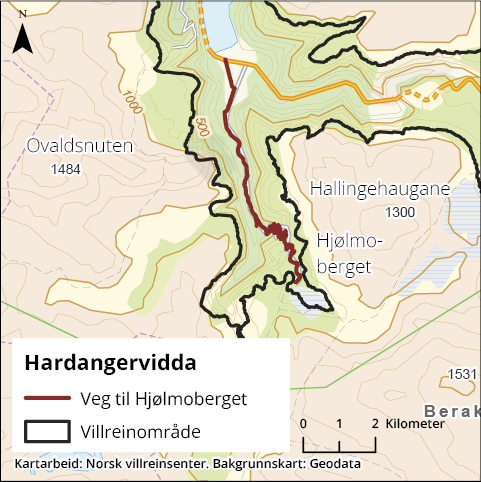 N
1000
500
Ovaldsnuten
1484
Hallingehaugane
1300
Hjølmo-
berget
1531
Berak
Hardangervidda
Veg til Hjølmoberget
Villreinområde
0 1 2 Kilometer
Kartarbeid: Norsk villreinsenter. Bakgrunnskart: Geodata